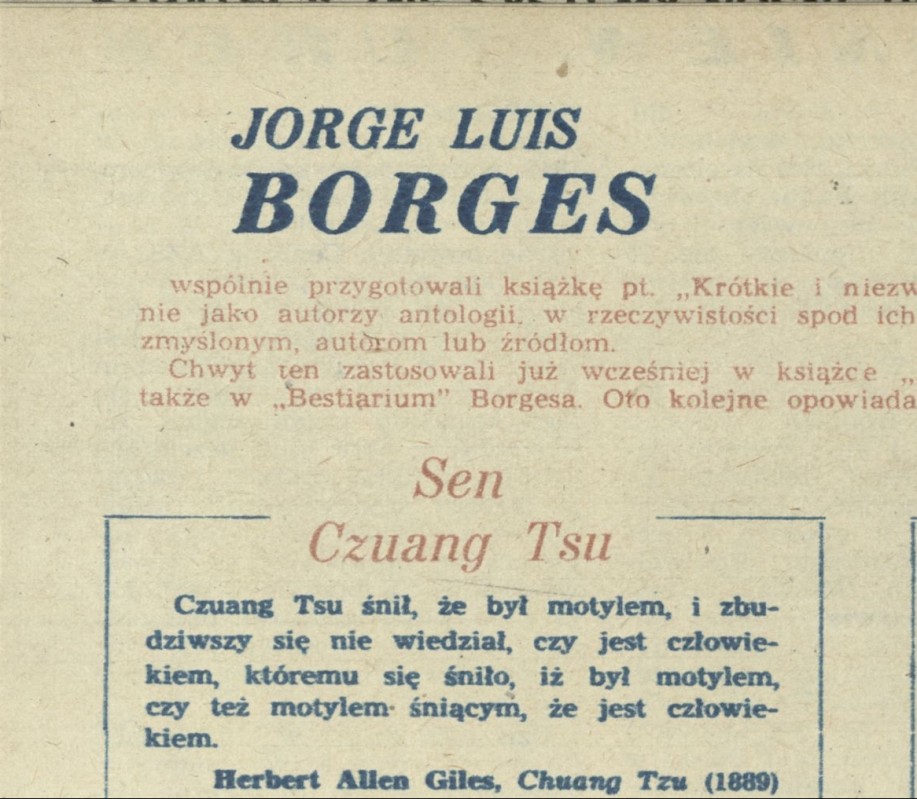 JORGE LUIS
BORGES
wspólnie przygotowali książkę pt. „Krótkie i
nie jako autorzy antologii, w rzeczywistości spod ich
zmyślonym, autorom lub źródłom.
Chwyt ten zastosowali już wcześniej w książce „
także w „Bestiarium” Borgesa. Oto kolejne
Sen
Czuang Tsu
Czuang Tsu śnił, że był motylem, i zbu-
dziwszy się nie wiedział, czy jest człowie-
kiem, któremu się śniło, iż był motylem,
czy też motylem śniącym, że jest człowie-
kiem.
Herbert Allen Giles, Chuang Tzu (1889)